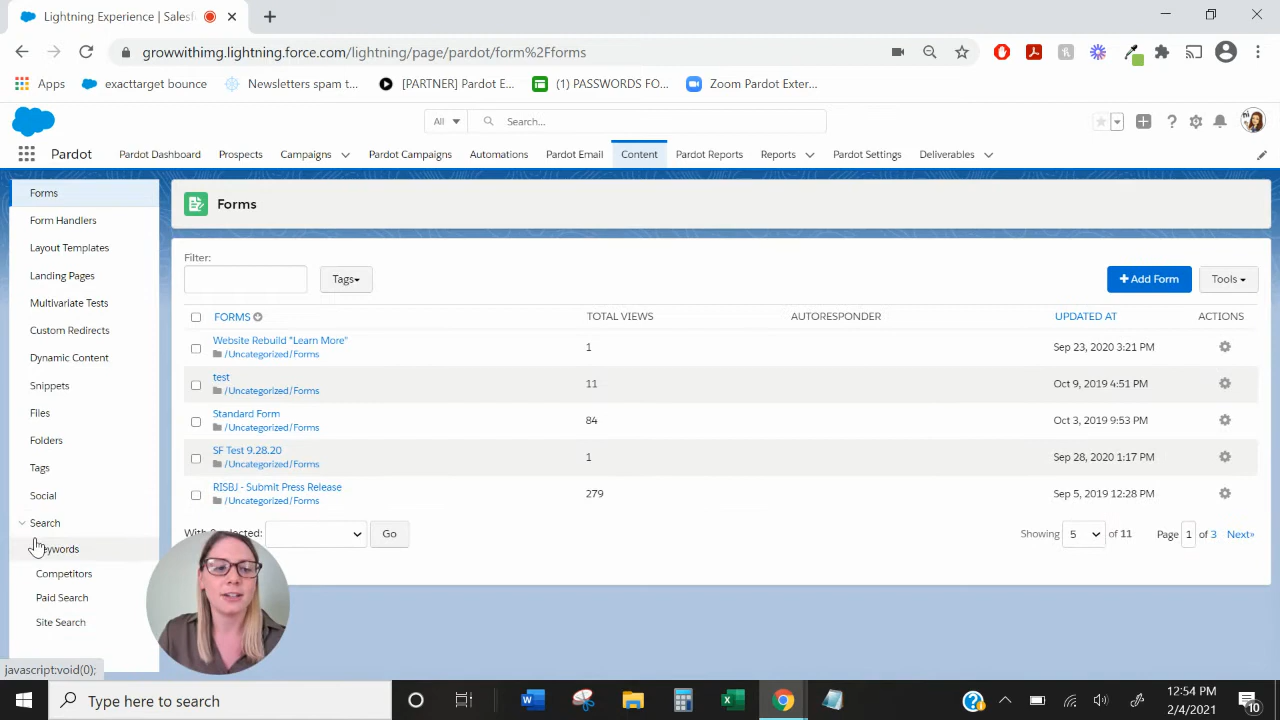 Lightning Experience | Salesf
growwithimg.lightning.force.com/lightning/page/pardot/form%2Fforms
Apps exacttarget bounce Newsletters spam t... [PARTNER] Pardot E... (1) PASSWORDS FO... Zoom Pardot Exter...
All Search...
Pardot Pardot Dashboard Prospects Campaigns Pardot Campaigns Automations Pardot Email Content Pardot Reports Reports Pardot Settings Deliverables
Forms
Form Handlers
Layout Templates
Landing Pages
Multivariate Tests
Custom Redirects
Dynamic Content
Snippets
Files
Folders
Tags
Social
Search
Competitors
Paid Search
Site Search
Forms
Filter:
Tags
+ Add Form Tools
FORMS TOTAL VIEWS AUTORESPONDER UPDATED AT ACTIONS
Website Rebuild "Learn More" 1 Sep 23, 2020 3:21 PM
/Uncategorized/Forms
test 11 Oct 9, 2019 4:51 PM
/Uncategorized/Forms
Standard Form 84 Oct 3, 2019 9:53 PM
/Uncategorized/Forms
SF Test 9.28.20 1 Sep 28, 2020 1:17 PM
/Uncategorized/Forms
RISBJ - Submit Press Release 279 Sep 5, 2019 12:28 PM
/Uncategorized/Forms
Go Showing 5 of 11 Page 1 of 3 Next»
javascript:void(0);
Type here to search
12:54 PM
2/4/2021
10